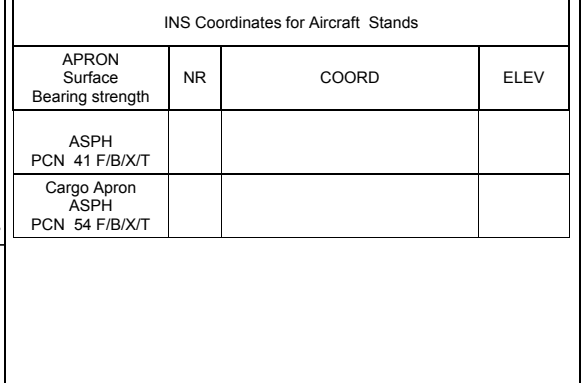 INS Coordinates for Aircraft Stands
APRON
Surface
Bearing strength
NR
COORD
ELEV
ASPH
PCN 41 F/B/X/T
Cargo Apron
ASPH
PCN 54 F/B/X/T